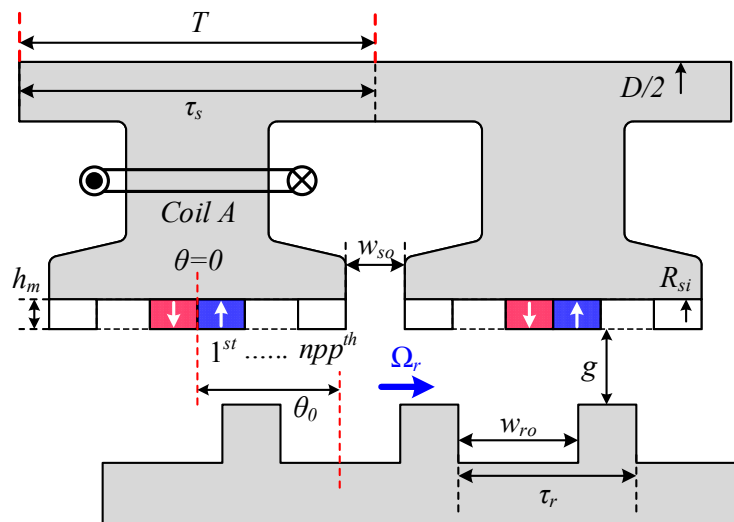 T
D/2
τs
Coil A
wso
θ=0
hm
Rsi
1st ...... nppth
Ωr
g
θ0
wro
τr